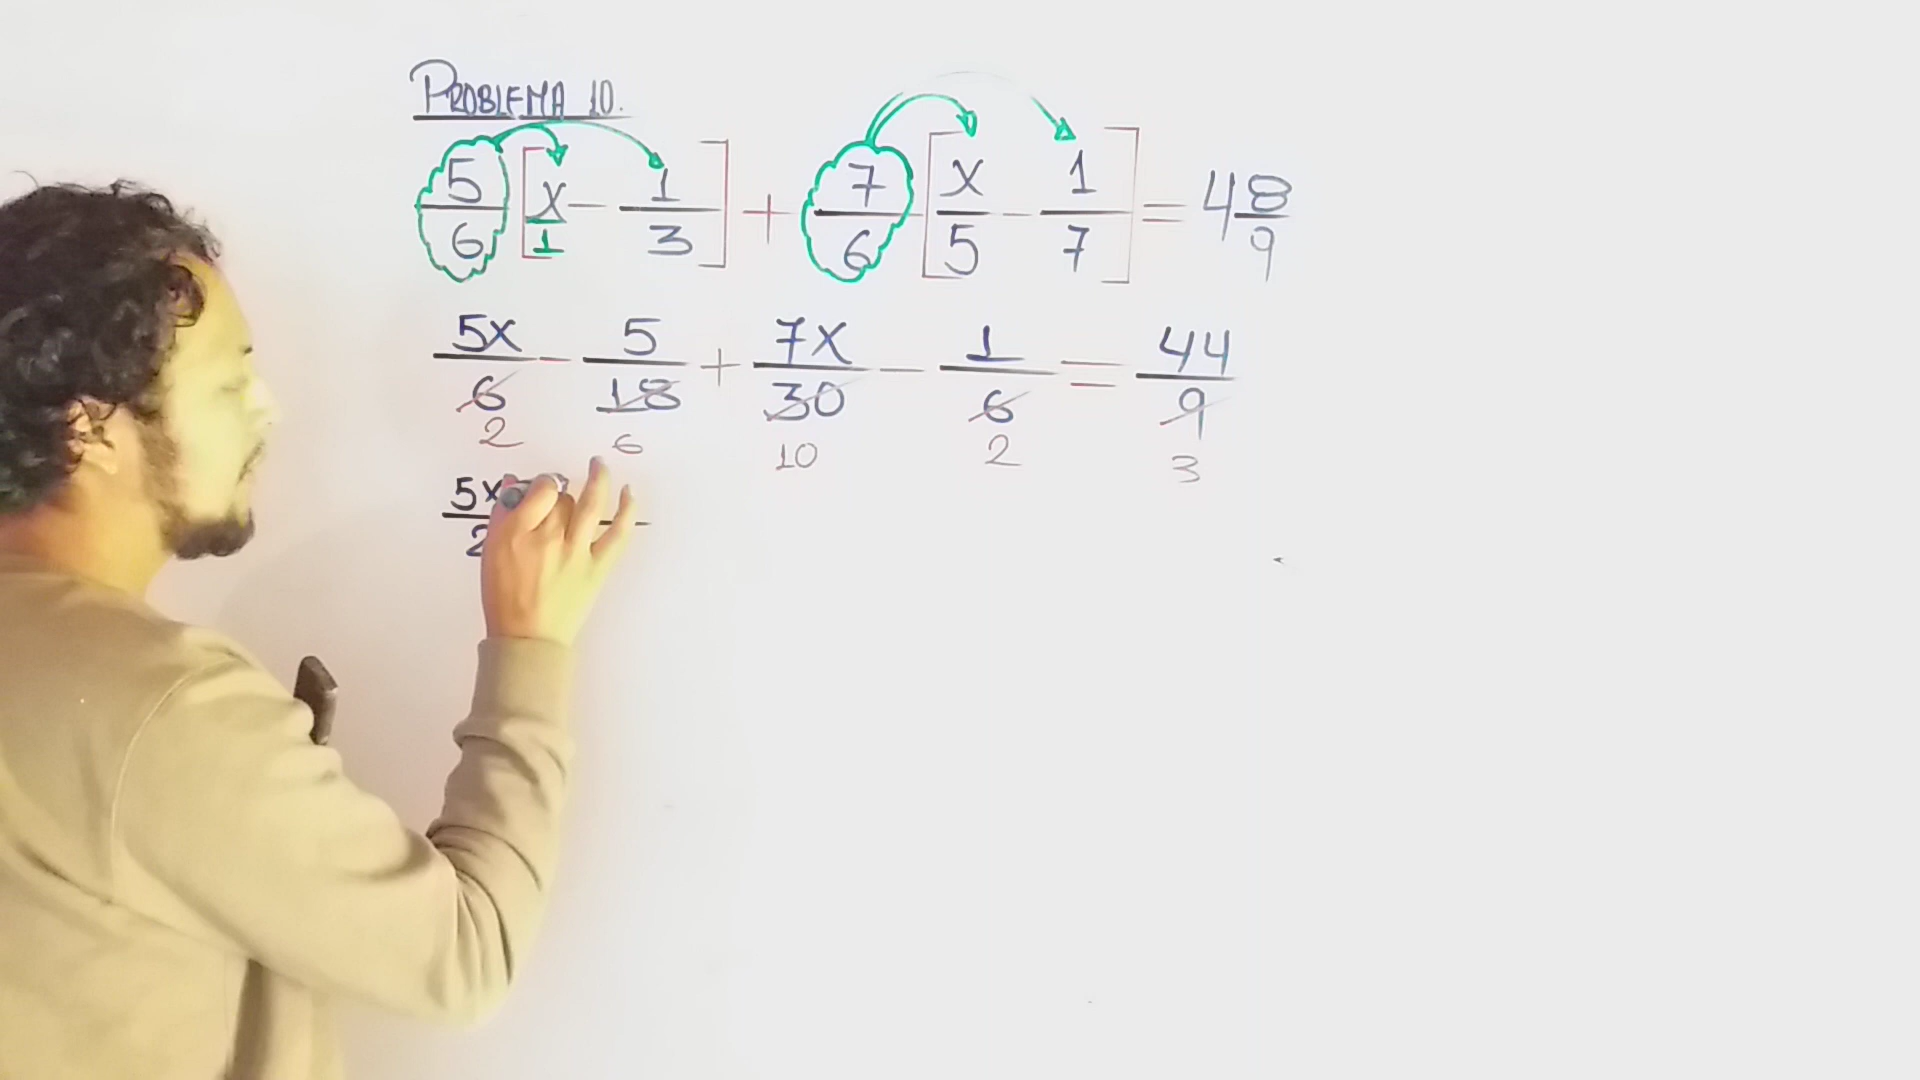 PROBLEMA 10.
5/6 [x/1 − 1/3] + 7/6 [x/5 − 1/7] = 4 8/9
5x/6 − 5/18 + 7x/30 − 1/6 = 44/9
2 6 10 2 3
5x/2